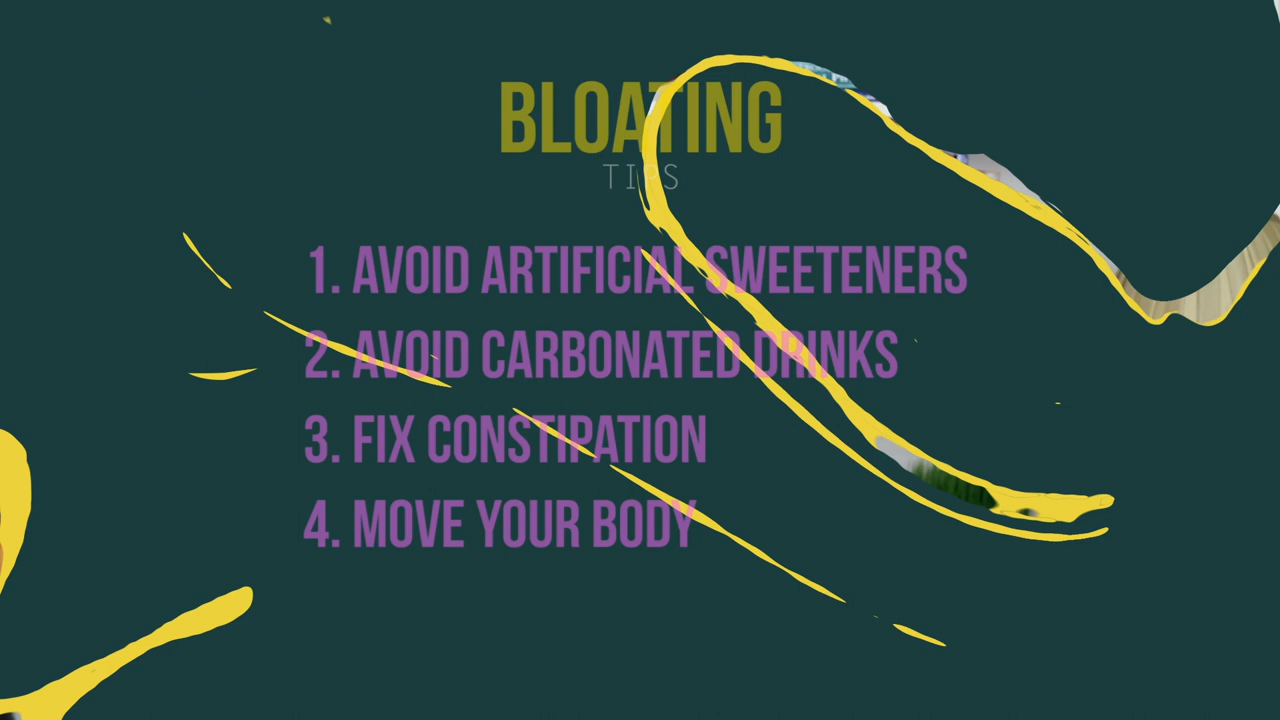 BLOATING
TIPS
1. AVOID ARTIFICIAL SWEETENERS
2. AVOID CARBONATED DRINKS
3. FIX CONSTIPATION
4. MOVE YOUR BODY